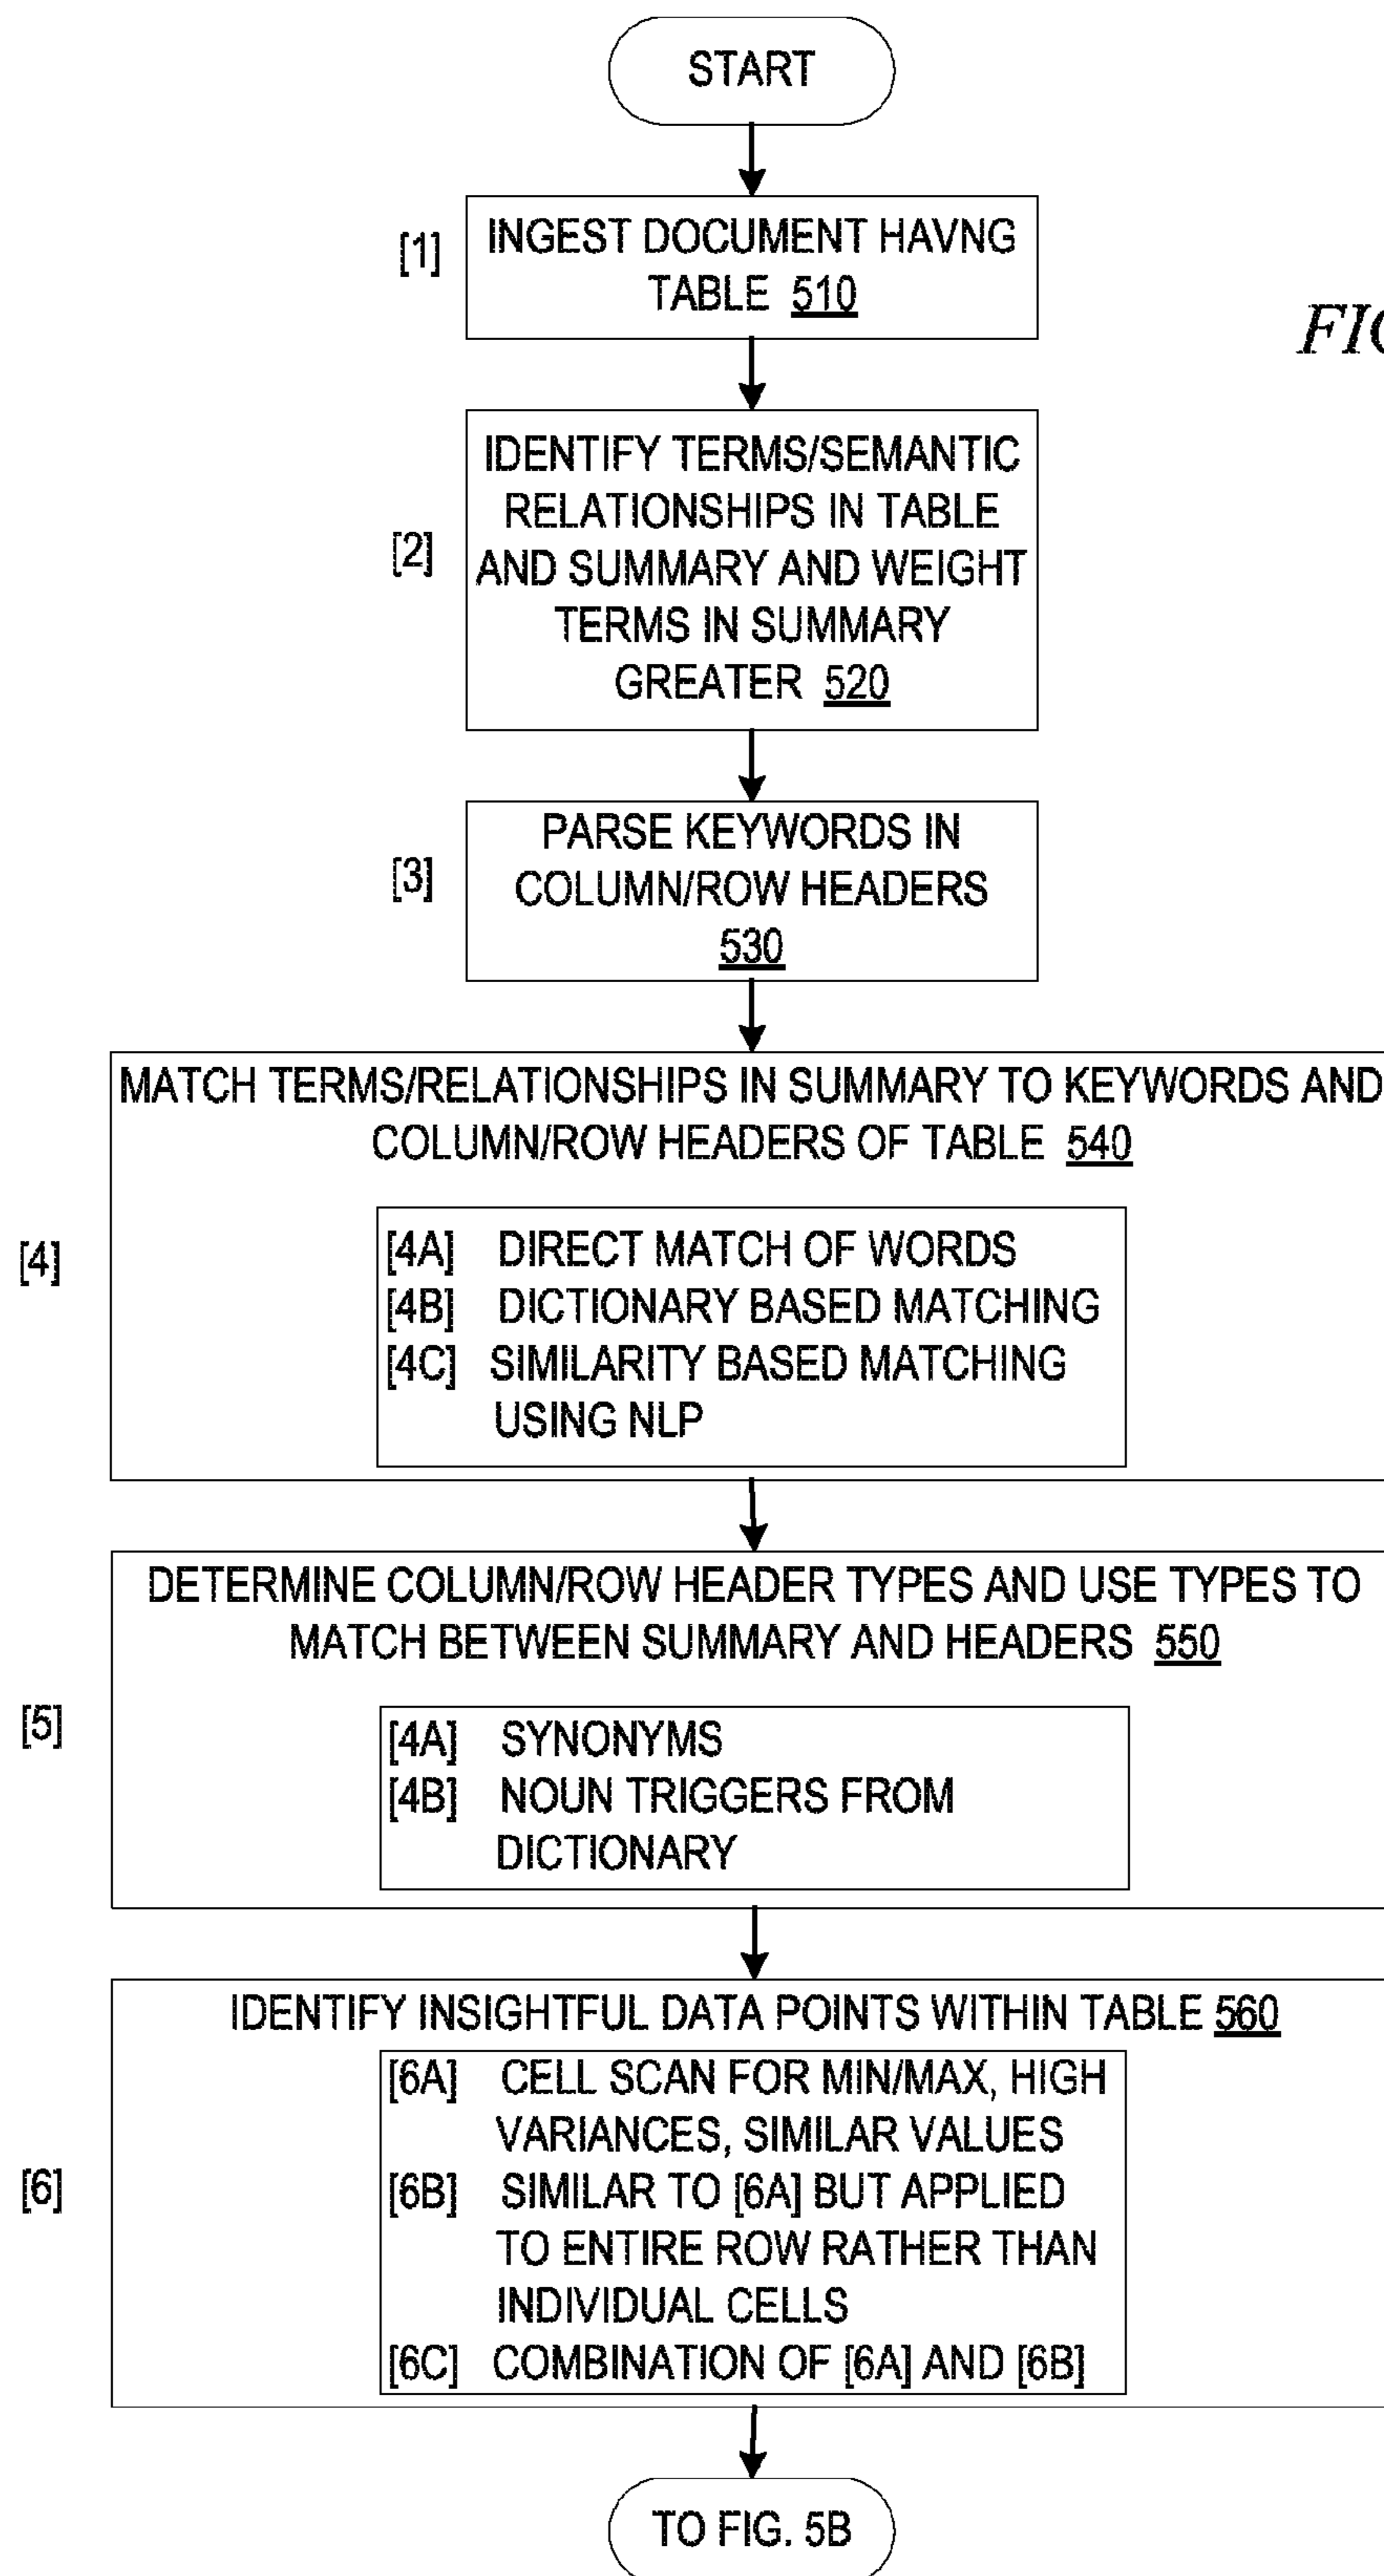 START
[1]
INGEST DOCUMENT HAVNG
TABLE 510
FIG
[2]
IDENTIFY TERMS/SEMANTIC
RELATIONSHIPS IN TABLE
AND SUMMARY AND WEIGHT
TERMS IN SUMMARY
GREATER 520
[3]
PARSE KEYWORDS IN
COLUMN/ROW HEADERS
530
[4]
MATCH TERMS/RELATIONSHIPS IN SUMMARY TO KEYWORDS AND
COLUMN/ROW HEADERS OF TABLE 540
[4A] DIRECT MATCH OF WORDS
[4B] DICTIONARY BASED MATCHING
[4C] SIMILARITY BASED MATCHING
USING NLP
[5]
DETERMINE COLUMN/ROW HEADER TYPES AND USE TYPES TO
MATCH BETWEEN SUMMARY AND HEADERS 550
[4A] SYNONYMS
[4B] NOUN TRIGGERS FROM
DICTIONARY
[6]
IDENTIFY INSIGHTFUL DATA POINTS WITHIN TABLE 560
[6A] CELL SCAN FOR MIN/MAX, HIGH
VARIANCES, SIMILAR VALUES
[6B] SIMILAR TO [6A] BUT APPLIED
TO ENTIRE ROW RATHER THAN
INDIVIDUAL CELLS
[6C] COMBINATION OF [6A] AND [6B]
TO FIG. 5B